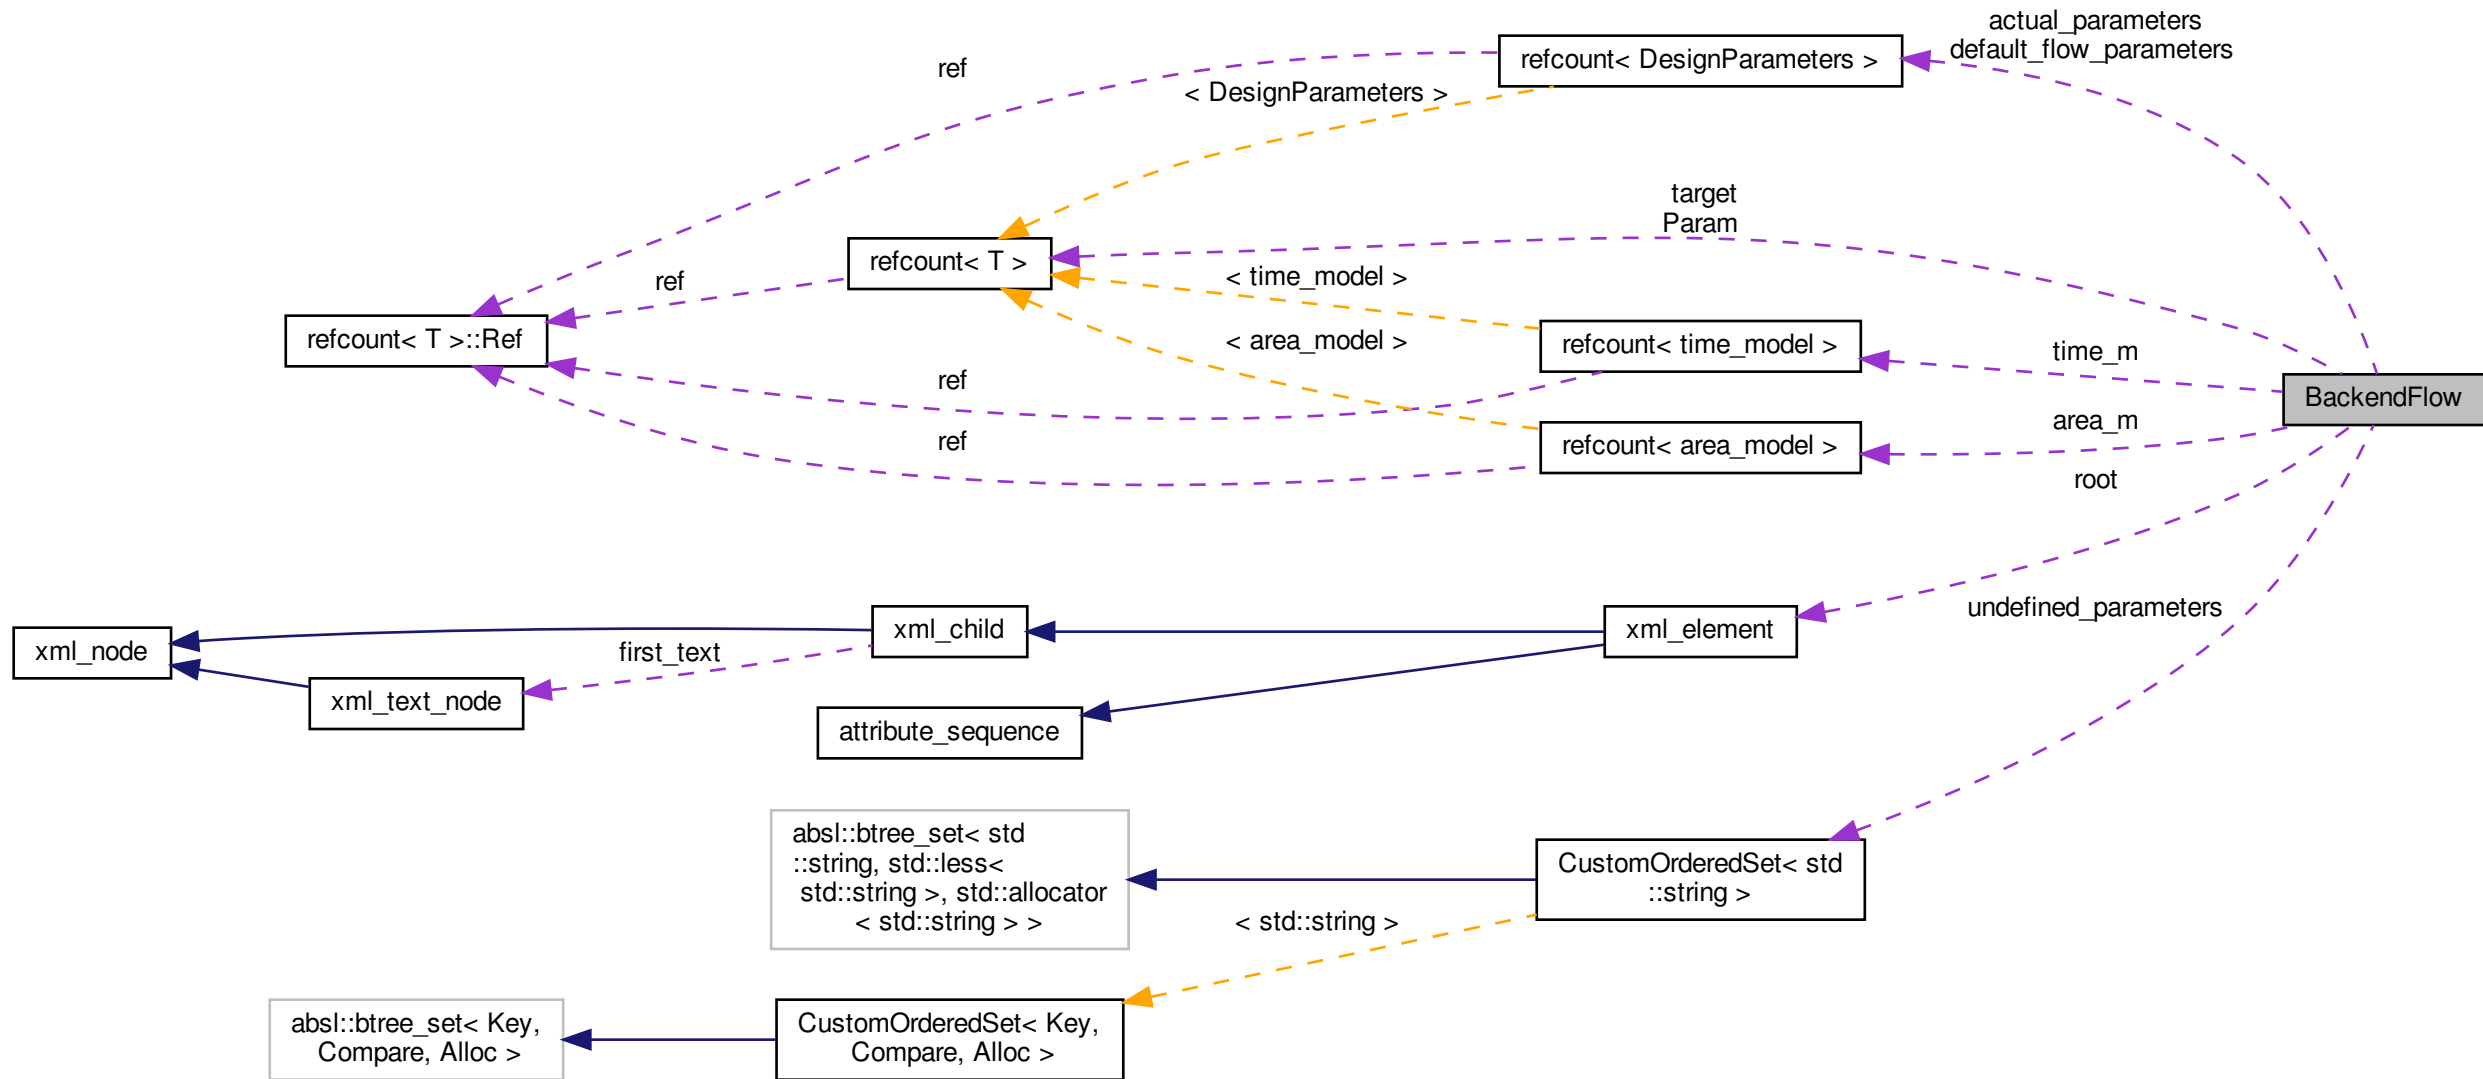 actual_parameters
default_flow_parameters
ref
refcount< DesignParameters >
< DesignParameters >
target
Param
refcount< T >
< time_model >
ref
refcount< T >::Ref
< area_model >
refcount< time_model >
time_m
ref
BackendFlow
area_m
ref
refcount< area_model >
root
undefined_parameters
xml_node
first_text
xml_child
xml_element
xml_text_node
attribute_sequence
absl::btree_set< std
::string, std::less<
std::string >, std::allocator
< std::string > >
CustomOrderedSet< std
::string >
< std::string >
absl::btree_set< Key,
Compare, Alloc >
CustomOrderedSet< Key,
Compare, Alloc >